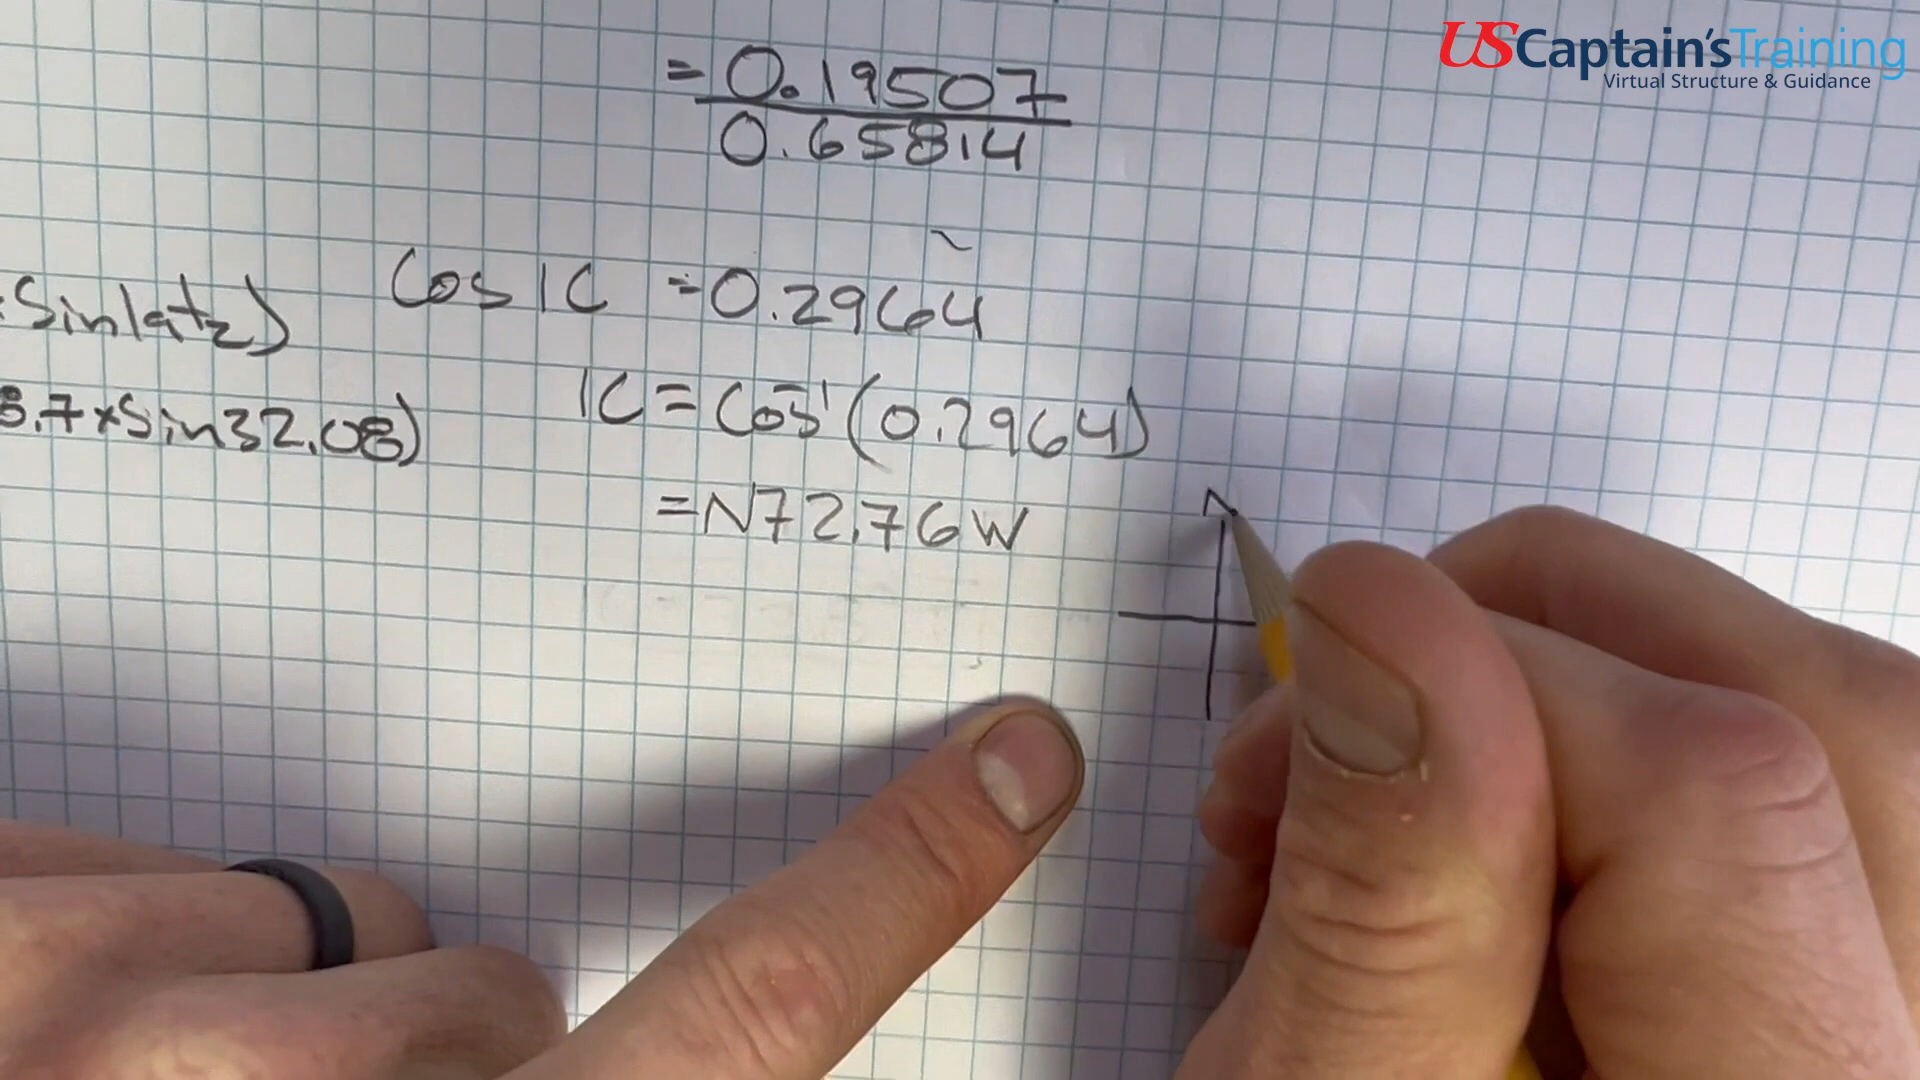 USCaptain'sTraining
Virtual Structure & Guidance
= 0.19507
0.65814
Sinlat2)
Cos IC = 0.2964
.7xSin32.08)
IC = Cos⁻¹(0.2964)
= N72.76W
N